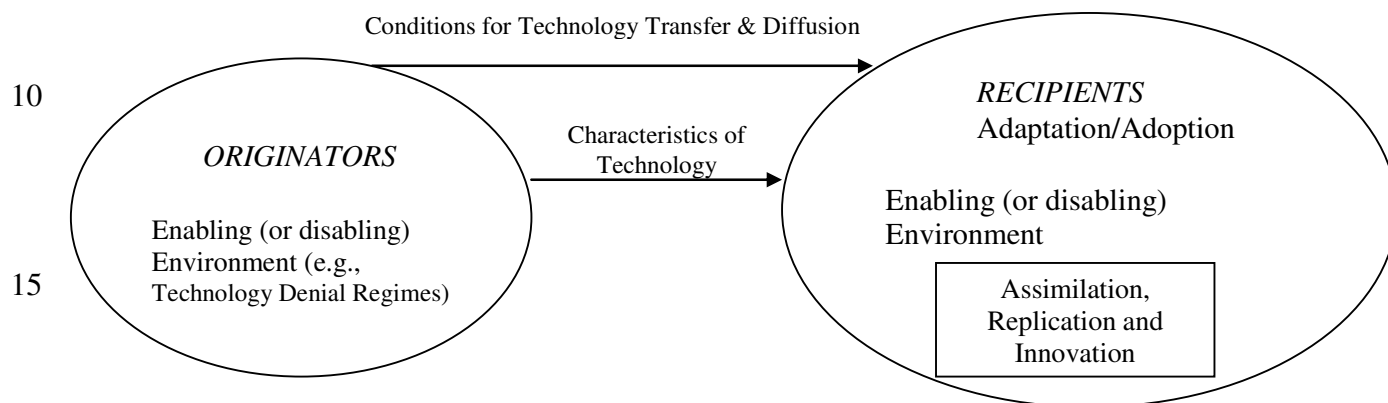 Conditions for Technology Transfer & Diffusion
10
RECIPIENTS
Adaptation/Adoption
Characteristics of
Technology
ORIGINATORS
Enabling (or disabling)
Environment
Enabling (or disabling)
Environment (e.g.,
Technology Denial Regimes)
15
Assimilation,
Replication and
Innovation